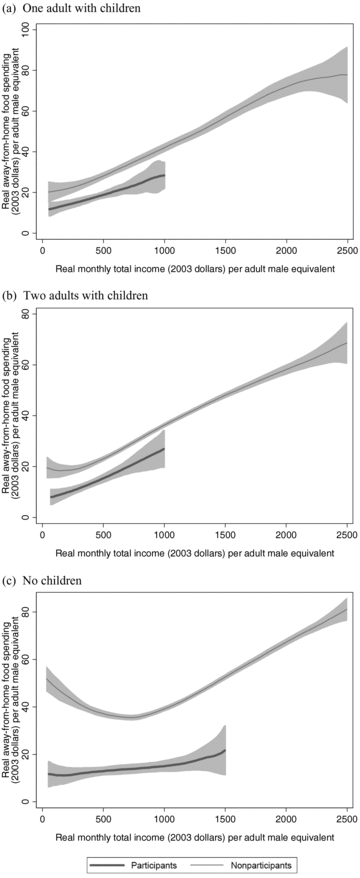 (a) One adult with children
Real away-from-home food spending
(2003 dollars) per adult male equivalent
100
80
60
40
20
0
0 500 1000 1500 2000 2500
Real monthly total income (2003 dollars) per adult male equivalent
(b) Two adults with children
Real away-from-home food spending
(2003 dollars) per adult male equivalent
80
60
40
20
0
0 500 1000 1500 2000 2500
Real monthly total income (2003 dollars) per adult male equivalent
(c) No children
Real away-from-home food spending
(2003 dollars) per adult male equivalent
80
60
40
20
0
0 500 1000 1500 2000 2500
Real monthly total income (2003 dollars) per adult male equivalent
Participants Nonparticipants